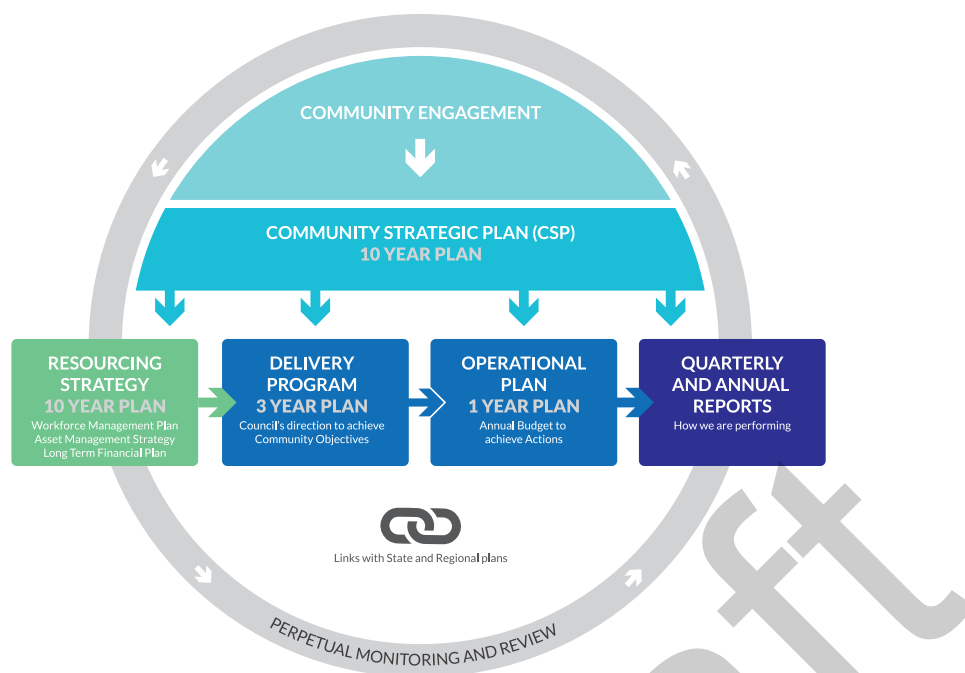 COMMUNITY ENGAGEMENT
COMMUNITY STRATEGIC PLAN (CSP)
10 YEAR PLAN
RESOURCING
STRATEGY
10 YEAR PLAN
Workforce Management Plan
Asset Management Strategy
Long Term Financial Plan
DELIVERY
PROGRAM
3 YEAR PLAN
Council's direction to achieve
Community Objectives
OPERATIONAL
PLAN
1 YEAR PLAN
Annual Budget to
achieve Actions
QUARTERLY
AND ANNUAL
REPORTS
How we are performing
Links with State and Regional plans
PERPETUAL MONITORING AND REVIEW
ft